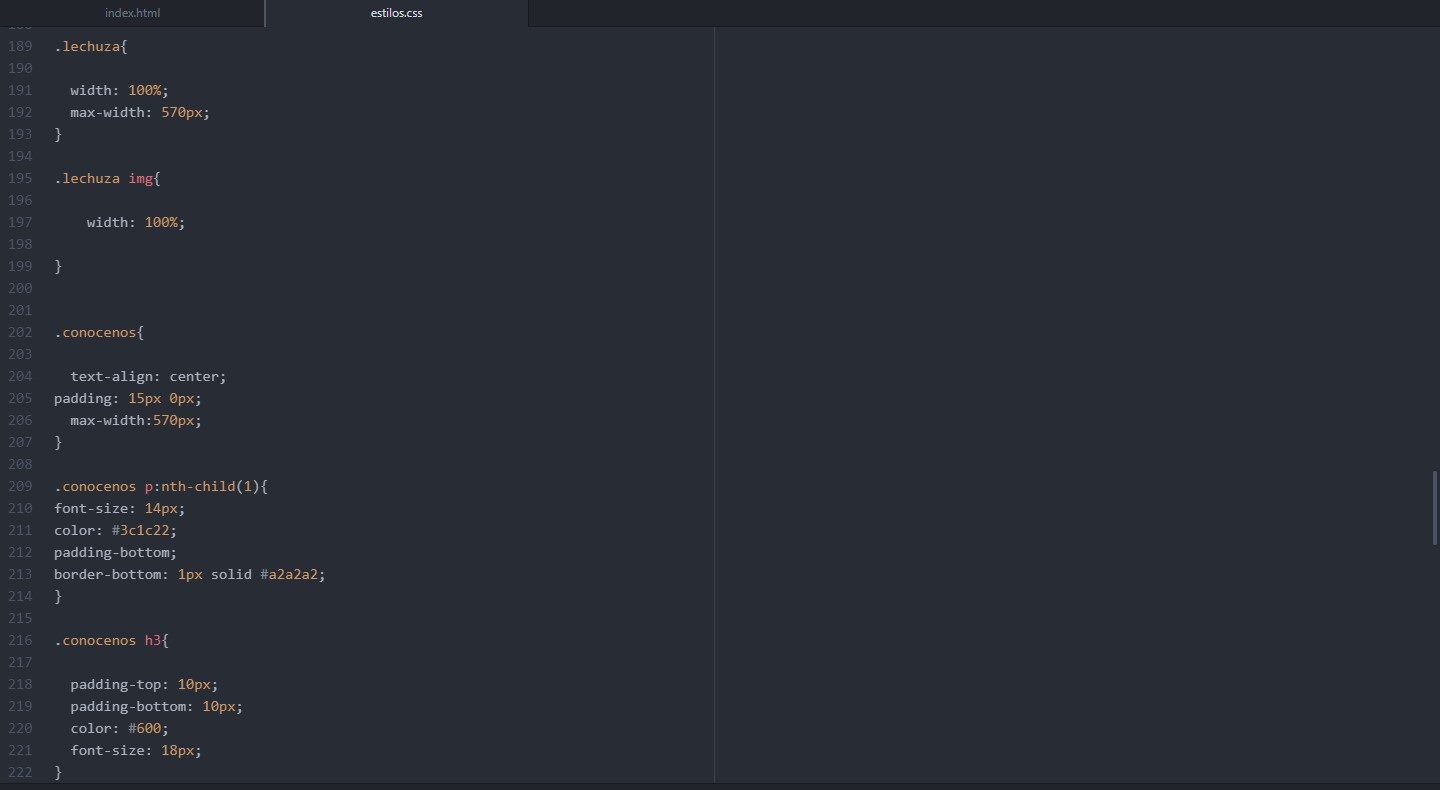 index.html
estilos.css
189 .lechuza{
190
191 width: 100%;
192 max-width: 570px;
193 }
194
195 .lechuza img{
196
197 width: 100%;
198
199 }
200
201
202 .conocenos{
203
204 text-align: center;
205 padding: 15px 0px;
206 max-width:570px;
207 }
208
209 .conocenos p:nth-child(1){
210 font-size: 14px;
211 color: #3c1c22;
212 padding-bottom;
213 border-bottom: 1px solid #a2a2a2;
214 }
215
216 .conocenos h3{
217
218 padding-top: 10px;
219 padding-bottom: 10px;
220 color: #600;
221 font-size: 18px;
222 }